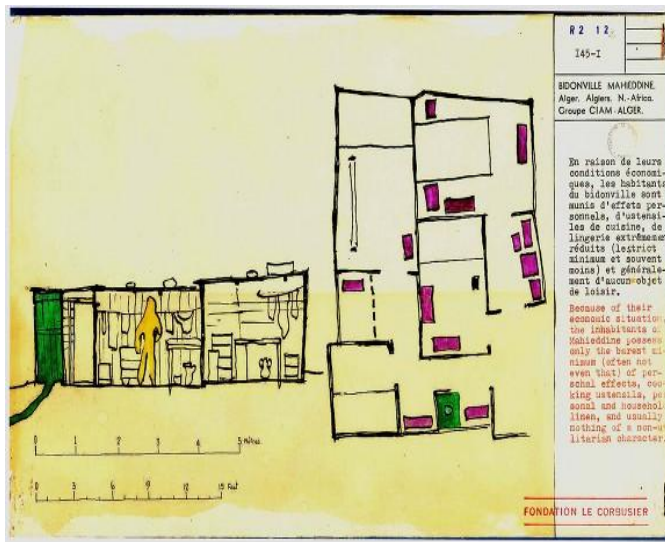 R2 12
I45-I
BIDONVILLE MAHIEDDINE.
Alger. Algiers. N.-Africa.
Groupe CIAM-ALGER.
En raison de leurs
conditions économi-
ques, les habitants
du bidonville sont
munis d'effets per-
sonnels, d'ustensi-
les de cuisine, de
lingerie extrêmement
réduits (lestrict
minimum et souvent
moins) et générale-
ment d'aucun objet
de loisir.
Because of their
economic situation,
the inhabitants of
Mahieddine possess
only the barest mi-
nimum (often not
even that) of per-
schal effects, coo-
king ustensils, per
sonal and household
linen, and usually
nothing of a non-u
litarian character.
0 1 2 3 4 5 Mètres
0 3 6 9 12 15 Feet
FONDATION LE CORBUSIER